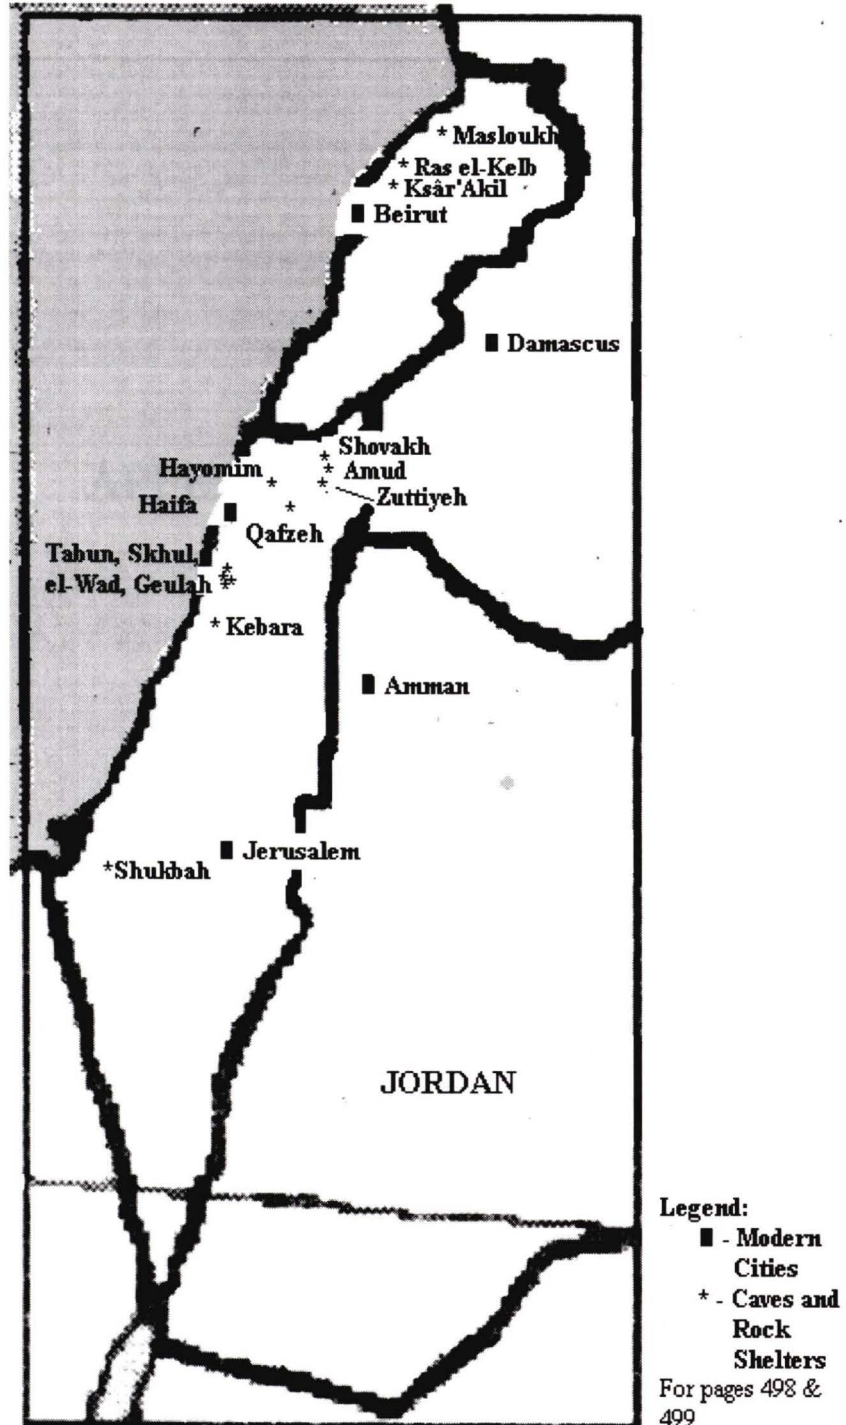 * Masloukh
* Ras el-Kelb
* Ksâr'Akil
Beirut
Damascus
Shovakh
Hayomim
Amud
Zuttiyeh
Haifa
Qafzeh
Tabun, Skhul,
el-Wad, Geulah
* Kebara
Amman
Jerusalem
*Shukbah
JORDAN
Legend:
- Modern
Cities
* - Caves and
Rock
Shelters
For pages 498 &
499